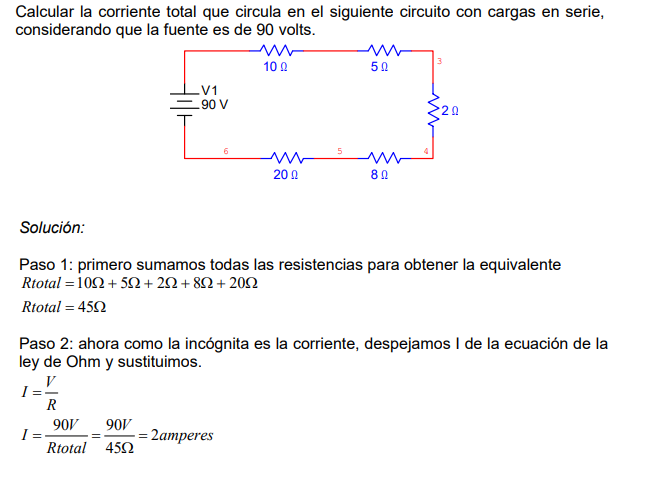 Calcular la corriente total que circula en el siguiente circuito con cargas en serie,
considerando que la fuente es de 90 volts.
10 Ω
5 Ω
3
V1
90 V
2 Ω
6
5
4
20 Ω
8 Ω
Solución:
Paso 1: primero sumamos todas las resistencias para obtener la equivalente
Rtotal = 10Ω + 5Ω + 2Ω + 8Ω + 20Ω
Rtotal = 45Ω
Paso 2: ahora como la incógnita es la corriente, despejamos I de la ecuación de la
ley de Ohm y sustituimos.
I = V/R
I = 90V/Rtotal = 90V/45Ω = 2amperes